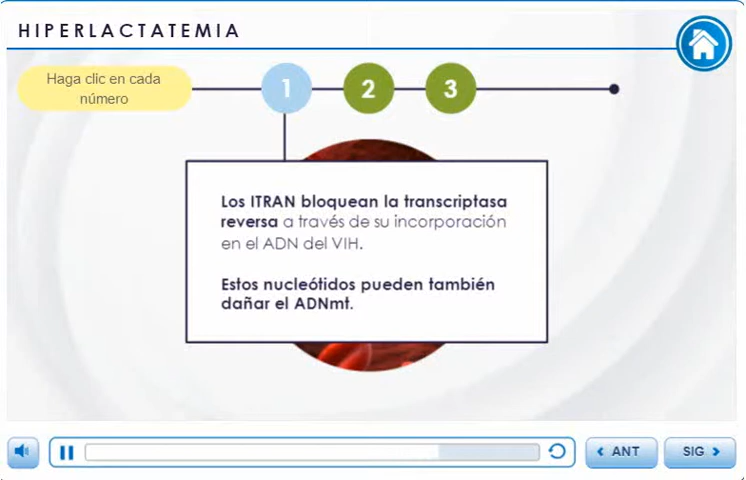 HIPERLACTATEMIA
Haga clic en cada
número
1
2
3
Los ITRAN bloquean la transcriptasa
reversa a través de su incorporación
en el ADN del VIH.
Estos nucleótidos pueden también
dañar el ADNmt.
ANT
SIG